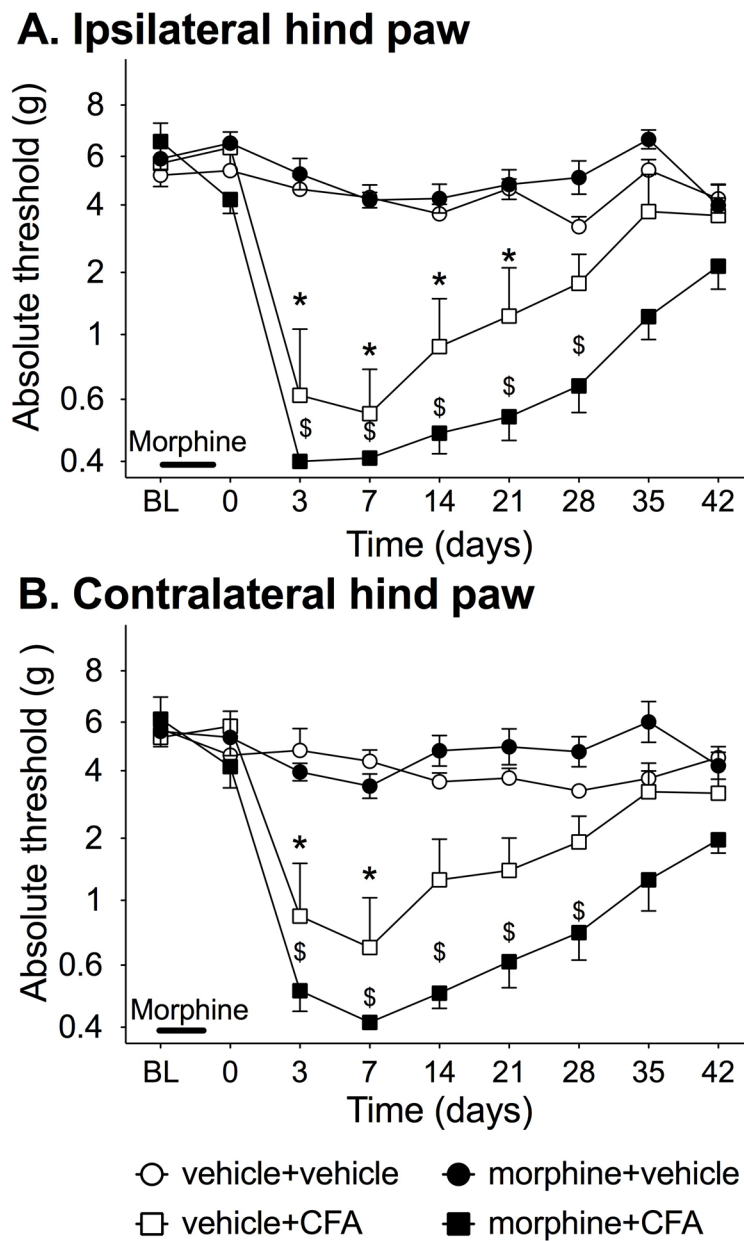 A. Ipsilateral hind paw
Absolute threshold (g)
8
6
4
2
1
0.6
0.4
* * * *
$ $ $ $ $
Morphine
BL 0 3 7 14 21 28 35 42
Time (days)
B. Contralateral hind paw
Absolute threshold (g )
8
6
4
2
1
0.6
0.4
* *
$ $ $ $ $
Morphine
BL 0 3 7 14 21 28 35 42
Time (days)
vehicle+vehicle morphine+vehicle
vehicle+CFA morphine+CFA